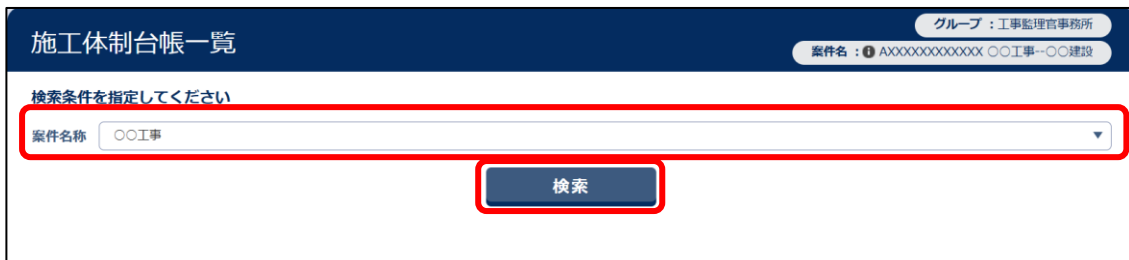 施工体制台帳一覧
グループ ：工事監理官事務所
案件名 ：AXXXXXXXXXXXXX ○○工事--○○建設
検索条件を指定してください
案件名称 ○○工事
検索